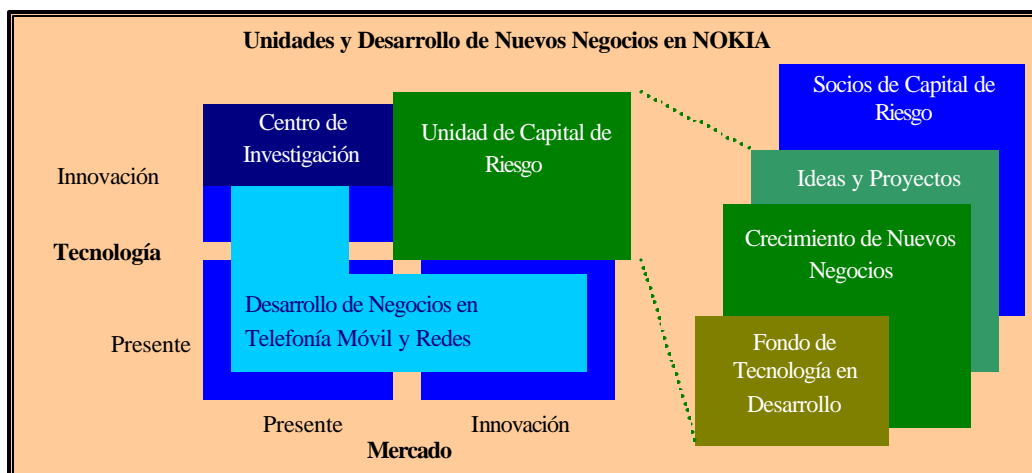 Unidades y Desarrollo de Nuevos Negocios en NOKIA
Centro de
Investigación
Unidad de Capital de
Riesgo
Socios de Capital de
Riesgo
Innovación
Ideas y Proyectos
Tecnología
Crecimiento de Nuevos
Negocios
Desarrollo de Negocios en
Telefonía Móvil y Redes
Presente
Fondo de
Tecnología en
Desarrollo
Presente
Innovación
Mercado